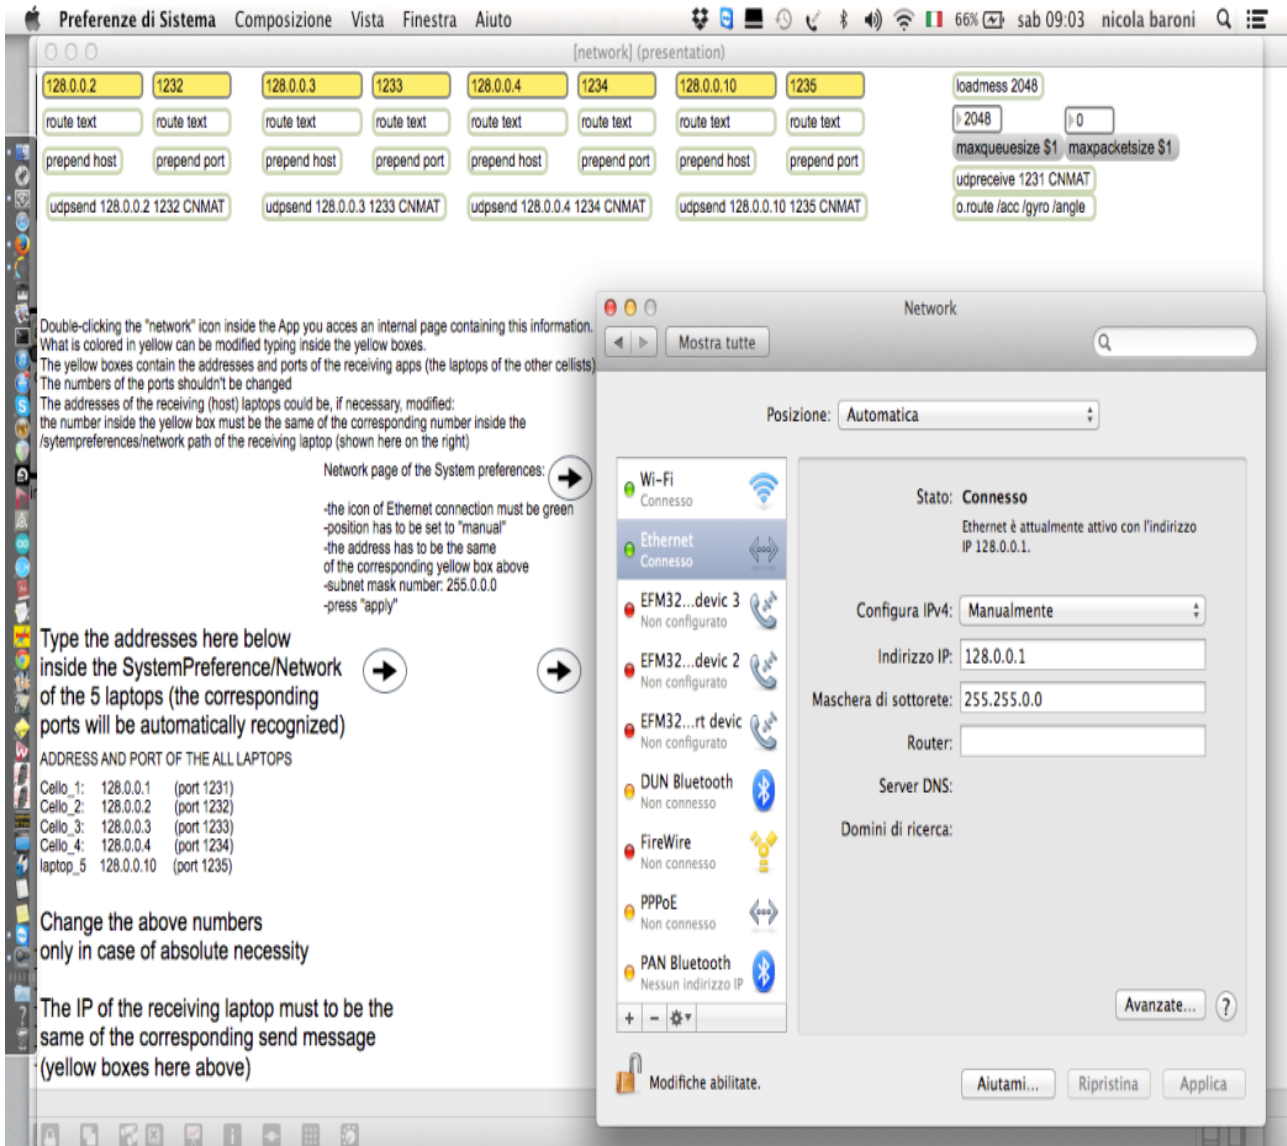 Preferenze di Sistema Composizione Vista Finestra Aiuto 66% sab 09:03 nicola baroni
[network] (presentation)
128.0.0.2 1232 128.0.0.3 1233 128.0.0.4 1234 128.0.0.10 1235 loadmess 2048
route text route text route text route text route text route text route text route text 2048 0
prepend host prepend port prepend host prepend port prepend host prepend port prepend host prepend port maxqueuesize $1 maxpacketsize $1
udpreceive 1231 CNMAT
udpsend 128.0.0.2 1232 CNMAT udpsend 128.0.0.3 1233 CNMAT udpsend 128.0.0.4 1234 CNMAT udpsend 128.0.0.10 1235 CNMAT o.route /acc /gyro /angle
Double-clicking the "network" icon inside the App you acces an internal page containing this information.
What is colored in yellow can be modified typing inside the yellow boxes.
The yellow boxes contain the addresses and ports of the receiving apps (the laptops of the other cellists)
The numbers of the ports shouldn't be changed
The addresses of the receiving (host) laptops could be, if necessary, modified:
the number inside the yellow box must be the same of the corresponding number inside the
/sytempreferences/network path of the receiving laptop (shown here on the right)
Network page of the System preferences:
-the icon of Ethernet connection must be green
-position has to be set to "manual"
-the address has to be the same
of the corresponding yellow box above
-subnet mask number: 255.0.0.0
-press "apply"
Type the addresses here below
inside the SystemPreference/Network
of the 5 laptops (the corresponding
ports will be automatically recognized)
ADDRESS AND PORT OF THE ALL LAPTOPS
Cello_1: 128.0.0.1 (port 1231)
Cello_2: 128.0.0.2 (port 1232)
Cello_3: 128.0.0.3 (port 1233)
Cello_4: 128.0.0.4 (port 1234)
laptop_5 128.0.0.10 (port 1235)
Change the above numbers
only in case of absolute necessity
The IP of the receiving laptop must to be the
same of the corresponding send message
(yellow boxes here above)
Network
Mostra tutte
Posizione: Automatica
Wi-Fi
Connesso
Ethernet
Connesso
EFM32...devic 3
Non configurato
EFM32...devic 2
Non configurato
EFM32...rt devic
Non configurato
DUN Bluetooth
Non connesso
FireWire
Non connesso
PPPoE
Non connesso
PAN Bluetooth
Nessun indirizzo IP
Stato: Connesso
Ethernet è attualmente attivo con l'indirizzo
IP 128.0.0.1.
Configura IPv4: Manualmente
Indirizzo IP: 128.0.0.1
Maschera di sottorete: 255.255.0.0
Router:
Server DNS:
Domini di ricerca:
Avanzate... ?
Modifiche abilitate.
Aiutami... Ripristina Applica